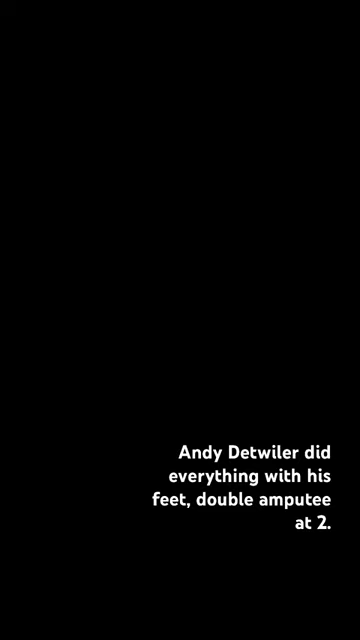 Andy Detwiler did
everything with his
feet, double amputee
at 2.